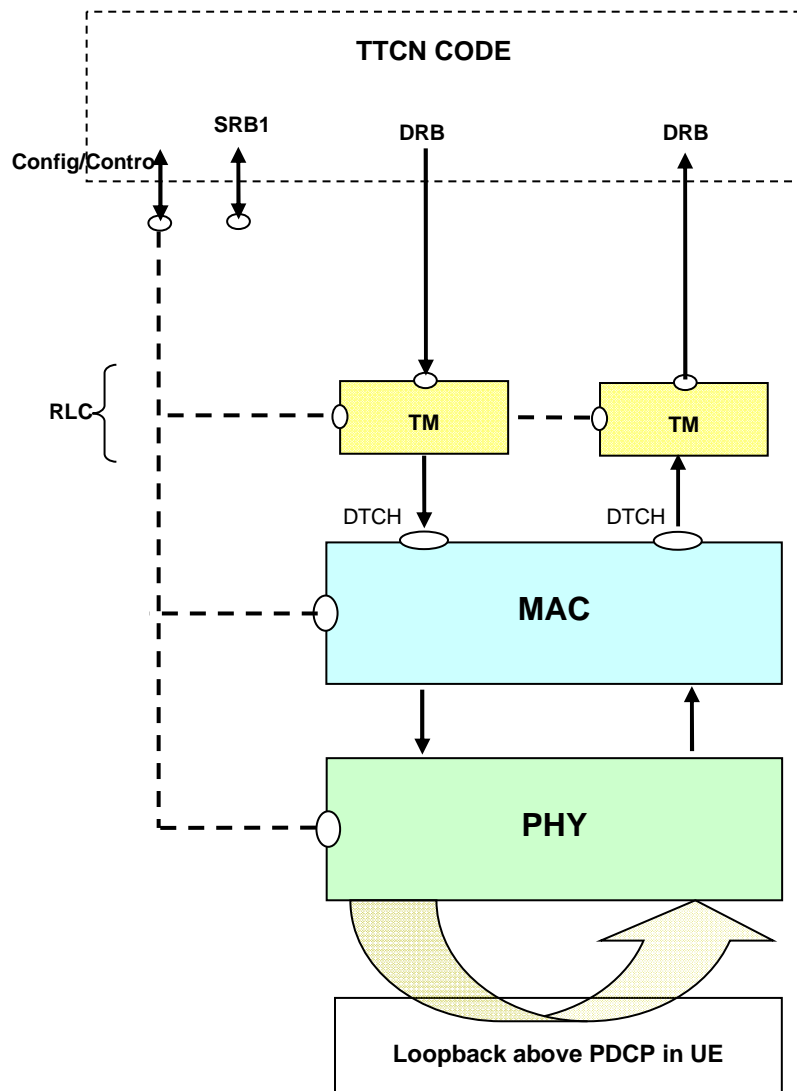 TTCN CODE
SRB1
DRB
DRB
Config/Contro
RLC
TM
TM
DTCH
DTCH
MAC
PHY
Loopback above PDCP in UE